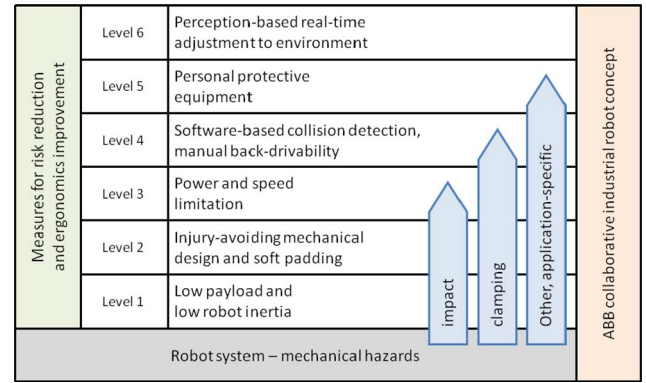 Measures for risk reduction
and ergonomics improvement
Level 6
Perception-based real-time
adjustment to environment
Level 5
Personal protective
equipment
Level 4
Software-based collision detection,
manual back-drivability
Level 3
Power and speed
limitation
Level 2
Injury-avoiding mechanical
design and soft padding
Level 1
Low payload and
low robot inertia
impact
clamping
Other, application-specific
ABB collaborative industrial robot concept
Robot system – mechanical hazards